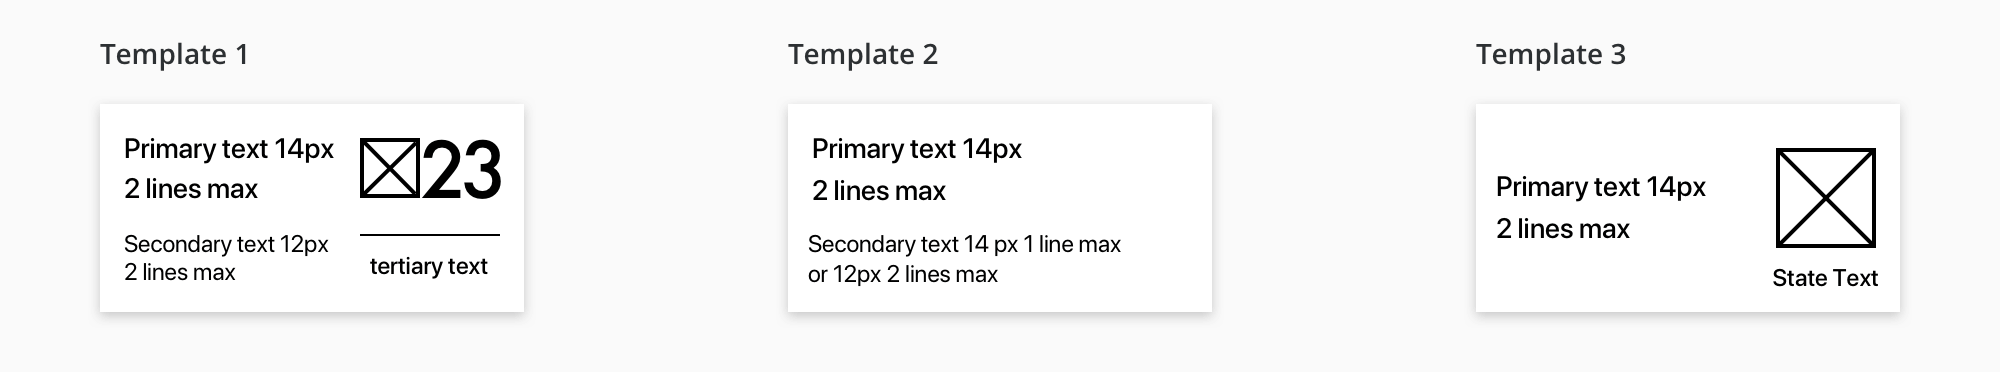 Template 1
Primary text 14px
2 lines max
23
Secondary text 12px
2 lines max
tertiary text
Template 2
Primary text 14px
2 lines max
Secondary text 14 px 1 line max
or 12px 2 lines max
Template 3
Primary text 14px
2 lines max
State Text